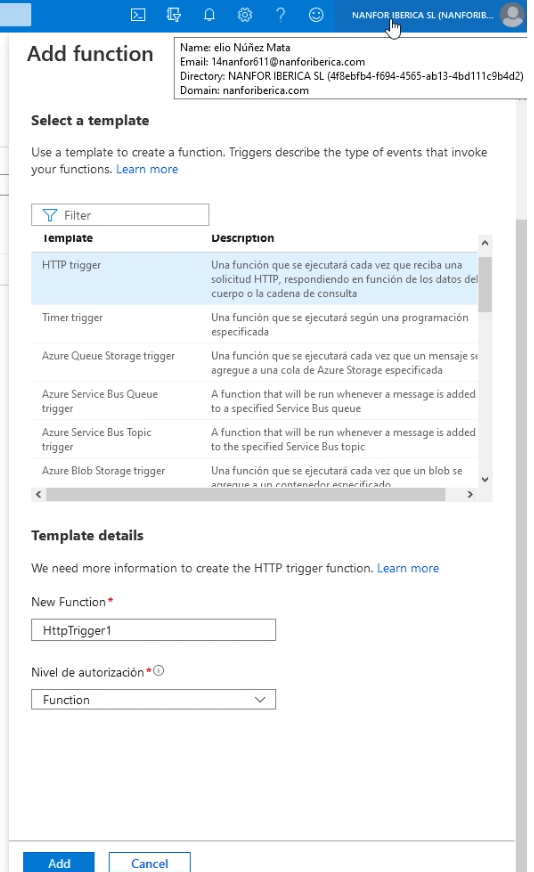 NANFOR IBERICA SL (NANFORIB...
Add function
Name: elio Núñez Mata
Email: 14nanfor611@nanforiberica.com
Directory: NANFOR IBERICA SL (4f8ebfb4-f694-4565-ab13-4bd111c9b4d2)
Domain: nanforiberica.com
Select a template
Use a template to create a function. Triggers describe the type of events that invoke
your functions. Learn more
Filter
Template Description
HTTP trigger Una función que se ejecutará cada vez que reciba una
solicitud HTTP, respondiendo en función de los datos del
cuerpo o la cadena de consulta
Timer trigger Una función que se ejecutará según una programación
especificada
Azure Queue Storage trigger Una función que se ejecutará cada vez que un mensaje se
agregue a una cola de Azure Storage especificada
Azure Service Bus Queue A function that will be run whenever a message is added
trigger to a specified Service Bus queue
Azure Service Bus Topic A function that will be run whenever a message is added
trigger to the specified Service Bus topic
Azure Blob Storage trigger Una función que se ejecutará cada vez que un blob se
agregue a un contenedor especificado
Template details
We need more information to create the HTTP trigger function. Learn more
New Function *
HttpTrigger1
Nivel de autorización *
Function
Add Cancel